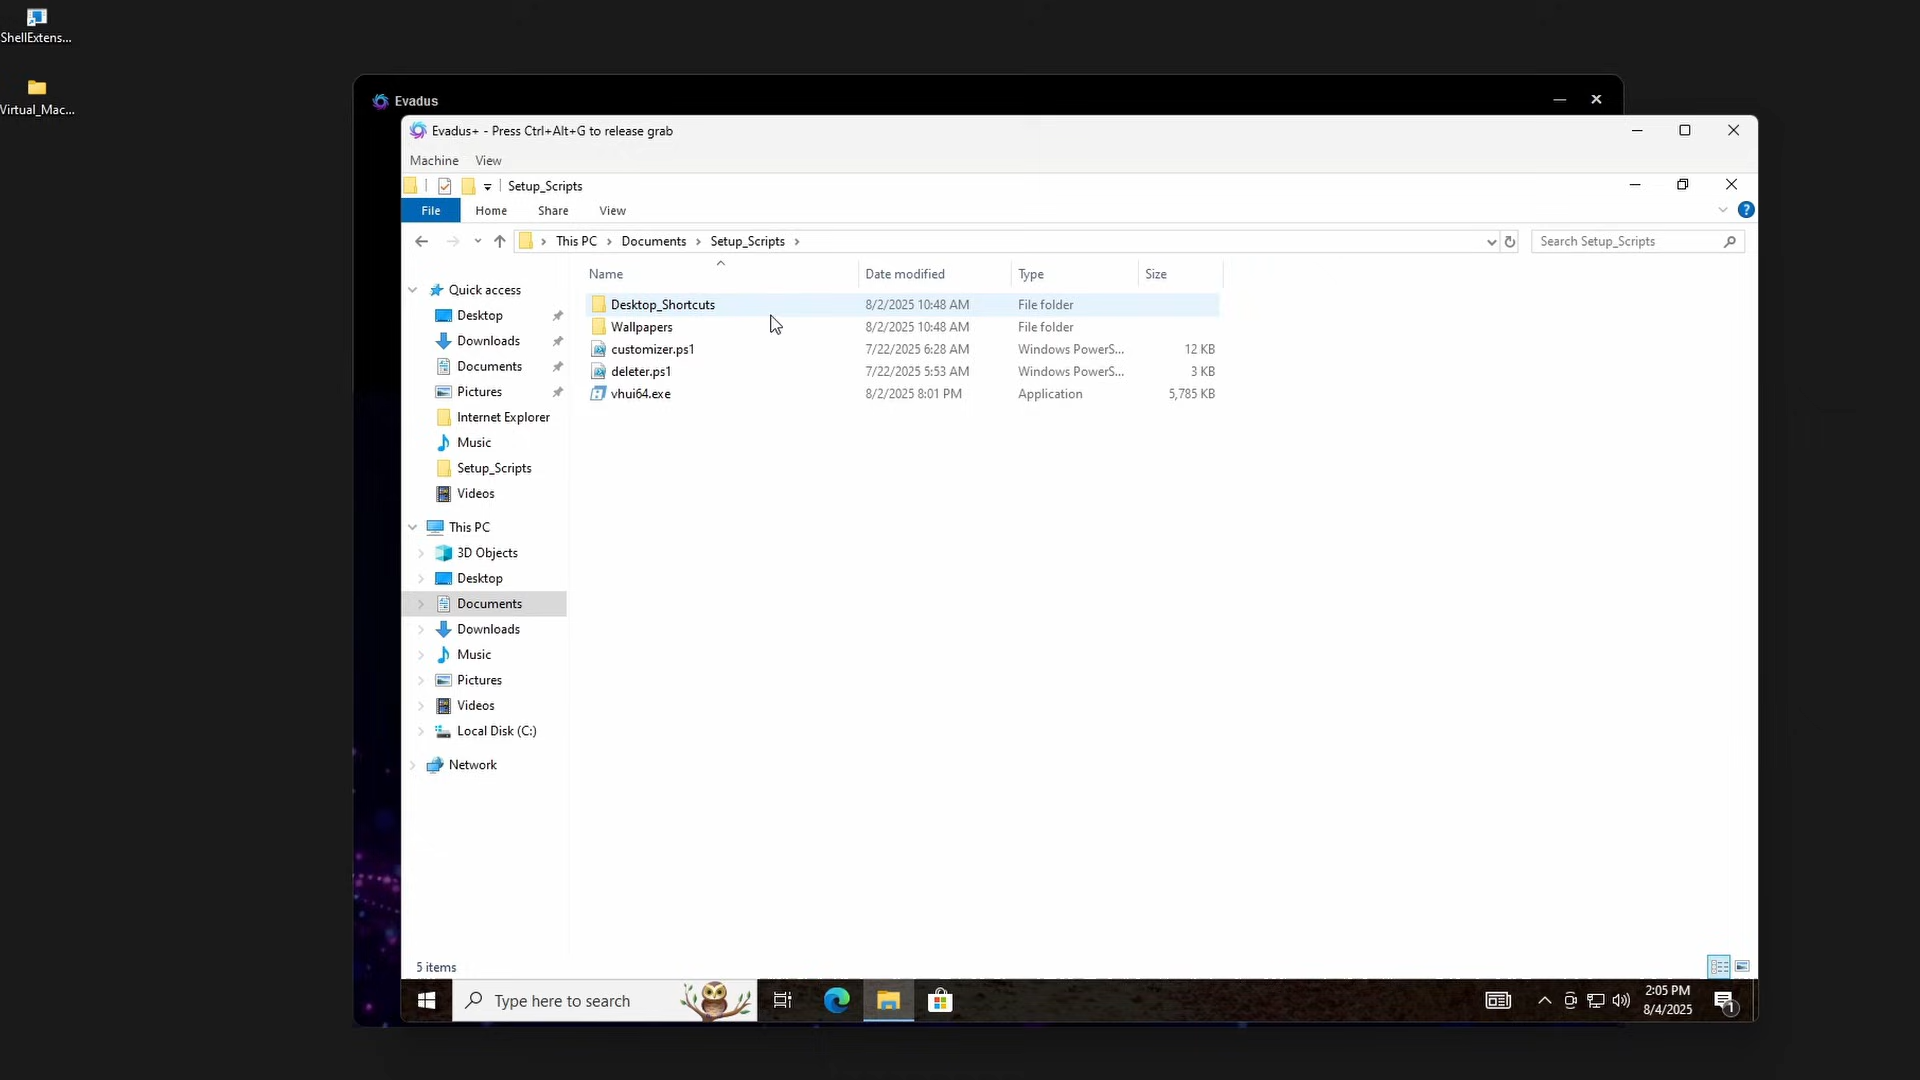 ShellExtens...
Virtual_Mac...
Evadus
Evadus+ - Press Ctrl+Alt+G to release grab
Machine View
Setup_Scripts
File Home Share View
This PC Documents Setup_Scripts
Search Setup_Scripts
Name Date modified Type Size
Quick access
Desktop
Downloads
Documents
Pictures
Internet Explorer
Music
Setup_Scripts
Videos
This PC
3D Objects
Desktop
Documents
Downloads
Music
Pictures
Videos
Local Disk (C:)
Network
Desktop_Shortcuts 8/2/2025 10:48 AM File folder
Wallpapers 8/2/2025 10:48 AM File folder
customizer.ps1 7/22/2025 6:28 AM Windows PowerS... 12 KB
deleter.ps1 7/22/2025 5:53 AM Windows PowerS... 3 KB
vhui64.exe 8/2/2025 8:01 PM Application 5,785 KB
5 items
Type here to search
2:05 PM
8/4/2025
1